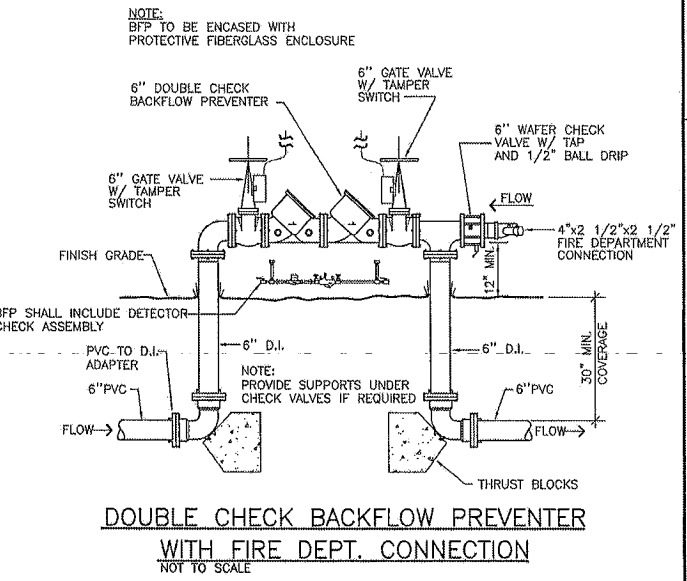 NOTE:
BFP TO BE ENCASED WITH
PROTECTIVE FIBERGLASS ENCLOSURE
6" DOUBLE CHECK
BACKFLOW PREVENTER
6" GATE VALVE
W/ TAMPER
SWITCH
6" WAFER CHECK
VALVE W/ TAP
AND 1/2" BALL DRIP
6" GATE VALVE
W/ TAMPER
SWITCH
FLOW
4"x2 1/2"x2 1/2"
FIRE DEPARTMENT
CONNECTION
FINISH GRADE
12" MIN.
BFP SHALL INCLUDE DETECTOR
CHECK ASSEMBLY
30" MIN.
COVERAGE
PVC TO D.I.
ADAPTER
6" D.I.
6" D.I.
NOTE:
PROVIDE SUPPORTS UNDER
CHECK VALVES IF REQUIRED
6"PVC
6"PVC
FLOW
FLOW
THRUST BLOCKS
DOUBLE CHECK BACKFLOW PREVENTER
WITH FIRE DEPT. CONNECTION
NOT TO SCALE